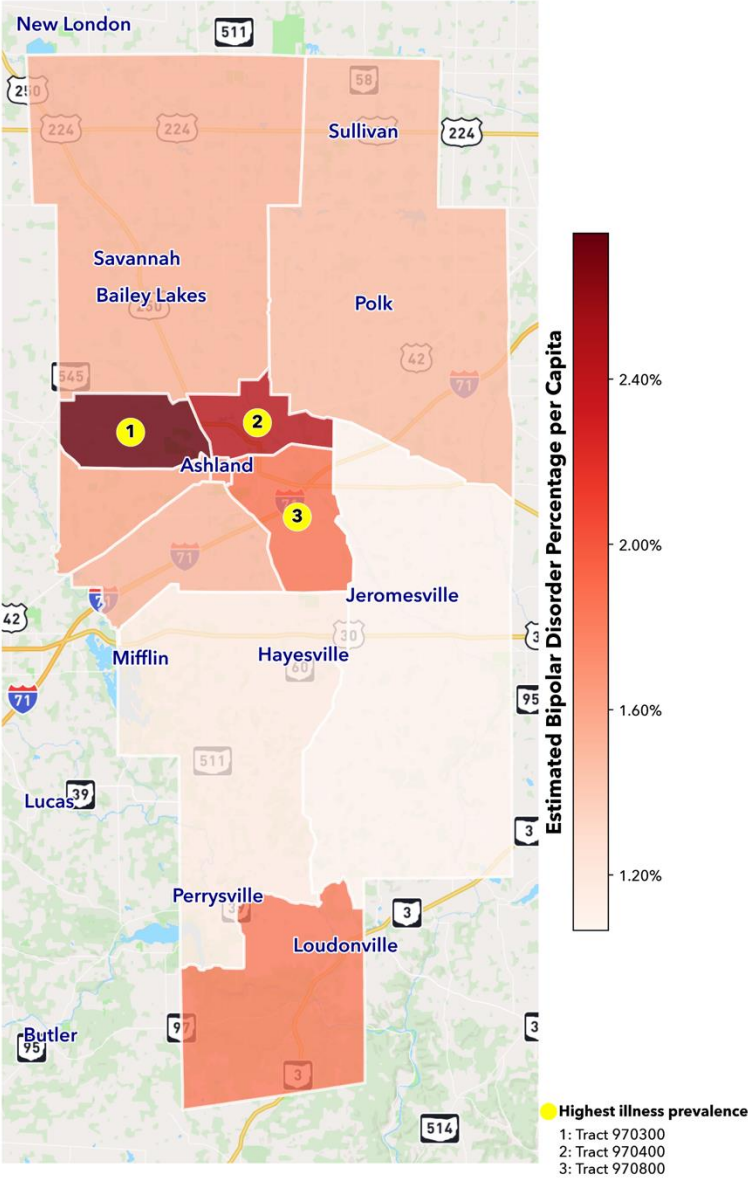 New London
511
250
58
224
224
Sullivan
224
Savannah
Bailey Lakes
250
Polk
42
545
71
1
2
Ashland
3
71
71
42
Jeromesville
30
Mifflin
Hayesville
60
71
95
511
Lucas
39
3
Perrysville
39
3
Loudonville
Butler
95
97
3
3
514
Estimated Bipolar Disorder Percentage per Capita
2.40%
2.00%
1.60%
1.20%
Highest illness prevalence
1: Tract 970300
2: Tract 970400
3: Tract 970800